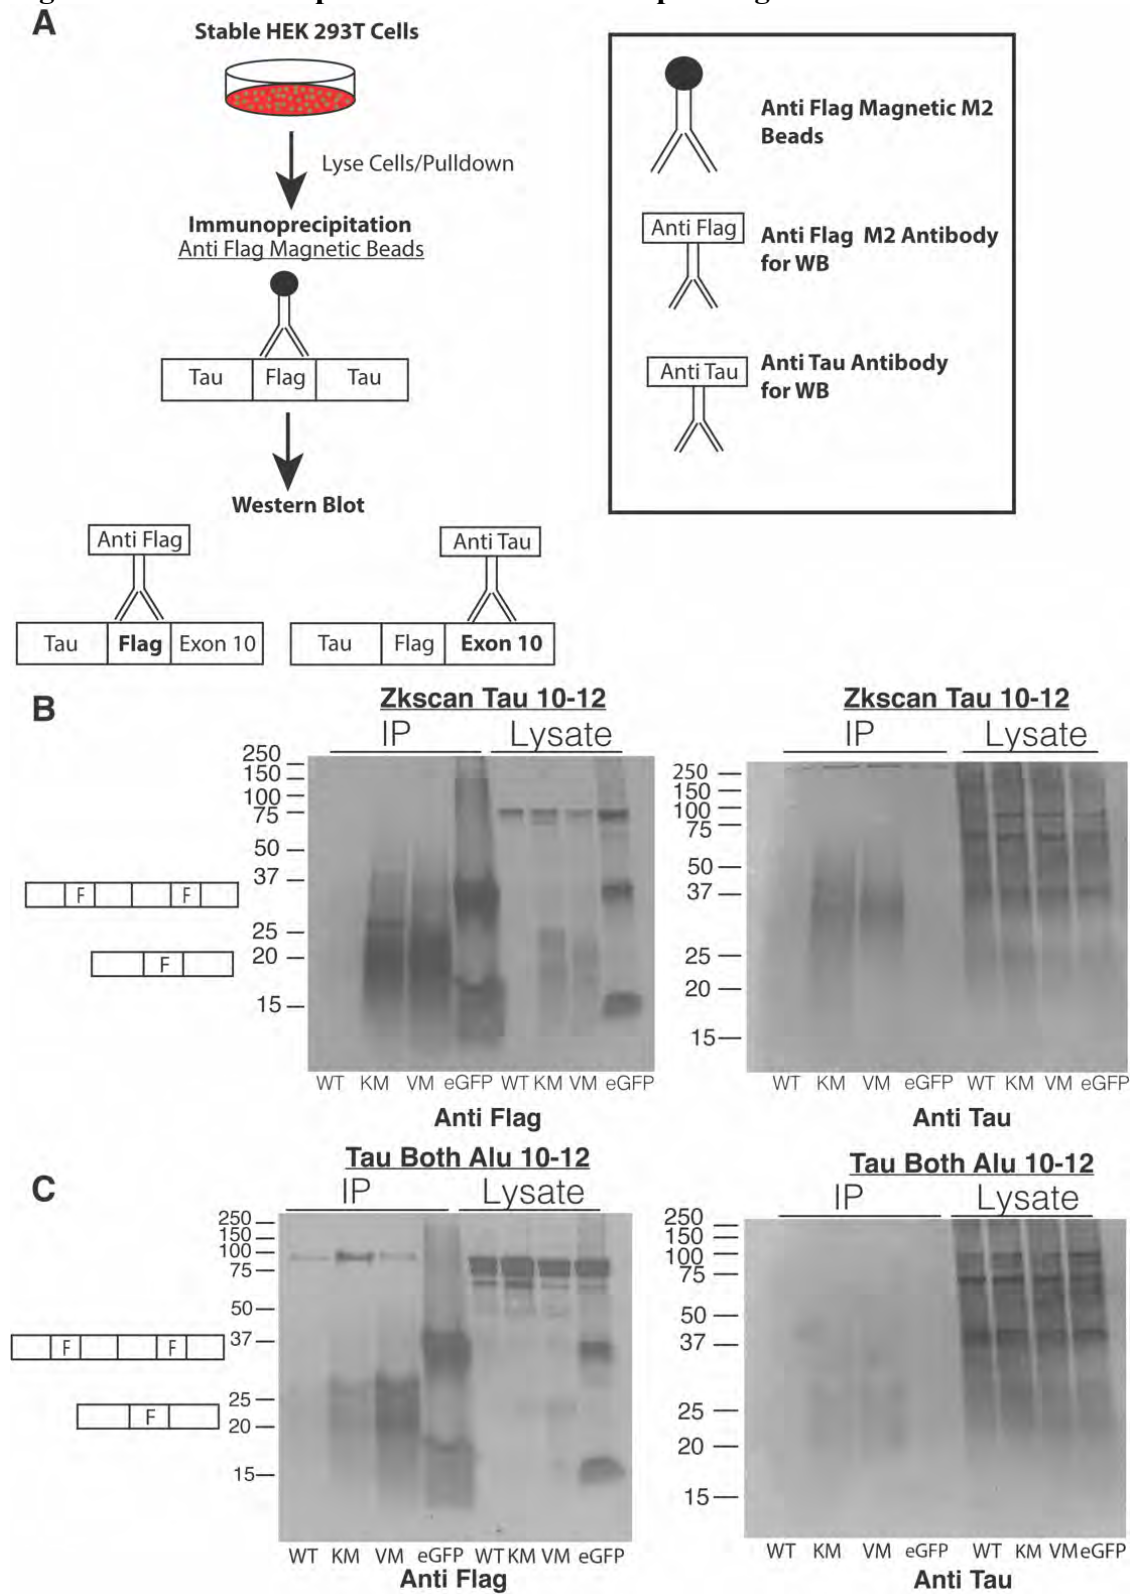 A
Stable HEK 293T Cells
Lyse Cells/Pulldown
Immunoprecipitation
Anti Flag Magnetic Beads
Tau Flag Tau
Western Blot
Anti Flag
Tau Flag Exon 10
Anti Tau
Tau Flag Exon 10
Anti Flag Magnetic M2
Beads
Anti Flag
Anti Flag M2 Antibody
for WB
Anti Tau
Anti Tau Antibody
for WB
B
Zkscan Tau 10-12
IP Lysate
250
150
100
75
50
37
25
20
15
F F
F
WT KM VM eGFP WT KM VM eGFP
Anti Flag
Zkscan Tau 10-12
IP Lysate
250
150
100
75
50
37
25
20
15
WT KM VM eGFP WT KM VM eGFP
Anti Tau
C
Tau Both Alu 10-12
IP Lysate
250
150
100
75
50
37
25
20
15
F F
F
WT KM VM eGFP WT KM VM eGFP
Anti Flag
Tau Both Alu 10-12
IP Lysate
250
150
100
75
50
37
25
20
15
WT KM VM eGFP WT KM VM eGFP
Anti Tau